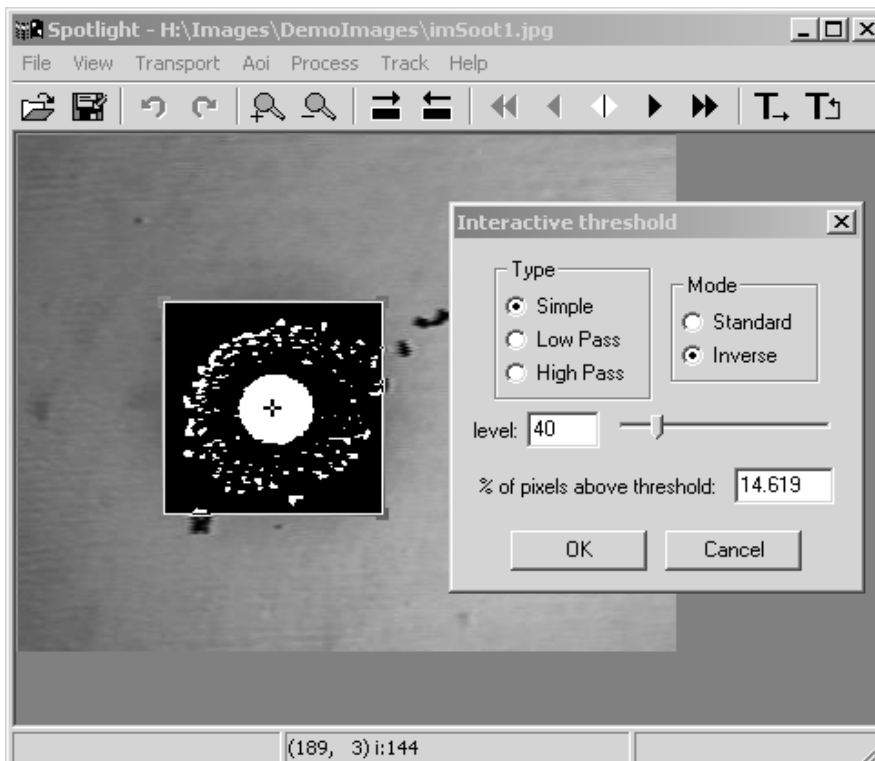 Spotlight - H:\Images\DemoImages\imSoot1.jpg
File View Transport Aoi Process Track Help
T T
Interactive threshold
Type
Simple
Low Pass
High Pass
Mode
Standard
Inverse
level: 40
% of pixels above threshold: 14.619
OK Cancel
(189, 3) i:144